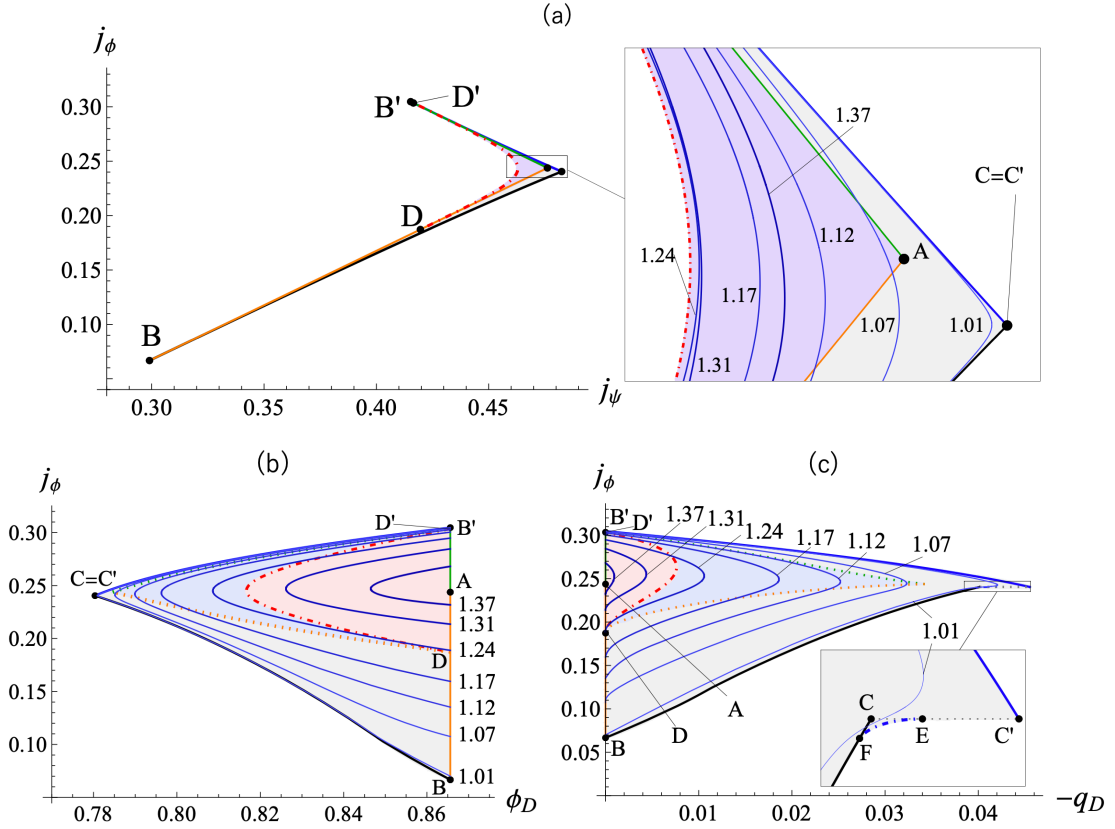 (a)
jϕ
0.30
0.25
0.20
0.15
0.10
0.30
0.35
0.40
0.45
jψ
B'
D'
D
B
1.37
C=C'
1.24
1.12
A
1.17
1.07
1.01
1.31
(b)
jϕ
0.30
0.25
0.20
0.15
0.10
0.78
0.80
0.82
0.84
0.86
ϕD
D'
B'
C=C'
A
1.37
1.31
D
1.24
1.17
1.12
1.07
B
1.01
(c)
jϕ
0.30
0.25
0.20
0.15
0.10
0.05
0.01
0.02
0.03
0.04
−qD
B'
D'
1.37
1.31
1.24
1.17
1.12
1.07
1.01
A
D
B
C
E
C'
F